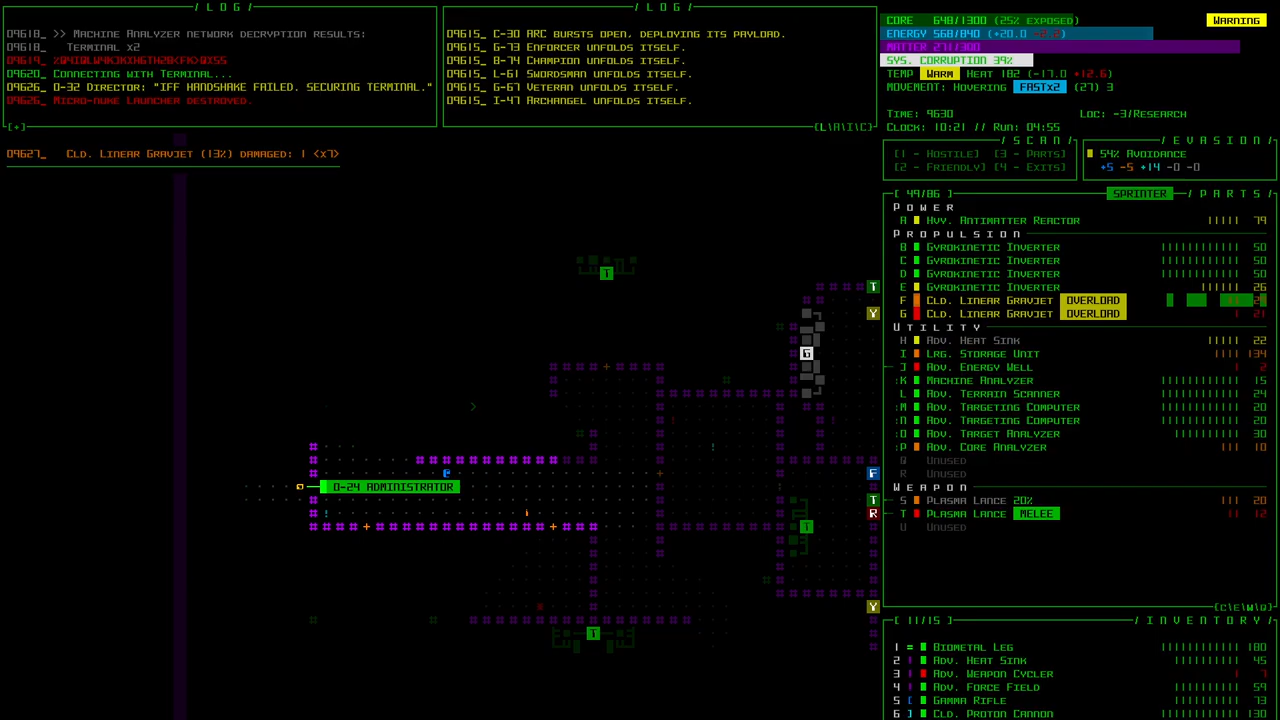 / L O G /
09618_ >> Machine Analyzer network decryption results:
09618_ Terminal x2
09620_ Connecting with Terminal...
09626_ 0-32 Director: "IFF HANDSHAKE FAILED. SECURING TERMINAL."
09626_ Micro-nuke Launcher destroyed.
[+]
09627_ Cld. Linear Gravjet (13%) damaged: 1 <x7>
/ L O G /
09615_ C-30 ARC BURSTS OPEN, DEPLOYING ITS PAYLOAD.
09615_ G-73 Enforcer unfolds itself.
09615_ B-74 Champion unfolds itself.
09615_ L-61 Swordsman unfolds itself.
09615_ G-67 Veteran unfolds itself.
09615_ I-47 Archangel unfolds itself.
(L\A\I\C)
CORE 648/1300 (25% EXPOSED)
WARNING
ENERGY 568/840
MATTER 271/300
SYS. CORRUPTION 39%
TEMP WARM HEAT 182 (-17.0 +12.6)
MOVEMENT: Hovering FASTx2 (27) 3
Time: 9630 Loc: -3/Research
Clock: 10:21 // Run: 04:55
/ S C A N /
[1 - Hostile] [3 - Parts]
[2 - Friendly] [4 - Exits]
/ E V A S I O N /
54% Avoidance
+5 -5 +14 -0 -0
[ 49/86 ] SPRINTER / P A R T S /
Power
A Hvy. Antimatter Reactor 79
Propulsion
B Gyrokinetic Inverter 50
C Gyrokinetic Inverter 50
D Gyrokinetic Inverter 50
E Gyrokinetic Inverter 26
F Cld. Linear Gravjet OVERLOAD
G Cld. Linear Gravjet OVERLOAD 21
Utility
H Adv. Heat Sink 22
I Lrg. Storage Unit 134
J Adv. Energy Well 2
:K Machine Analyzer 15
L Adv. Terrain Scanner 24
:M Adv. Targeting Computer 20
:N Adv. Targeting Computer 20
:O Adv. Target Analyzer 30
:P Adv. Core Analyzer 10
Q Unused
R Unused
Weapon
S Plasma Lance 20% 20
T Plasma Lance MELEE 12
U Unused
(C\E\W\Q)
[ 11/15 ] / I N V E N T O R Y /
1 Biometal Leg 180
2 Adv. Heat Sink 45
3 Adv. Weapon Cycler 7
4 Adv. Force Field 59
5 Gamma Rifle 73
6 Cld. Proton Cannon 130
T
T
Y
G
0-24 ADMINISTRATOR
F
T
R
T
Y
T